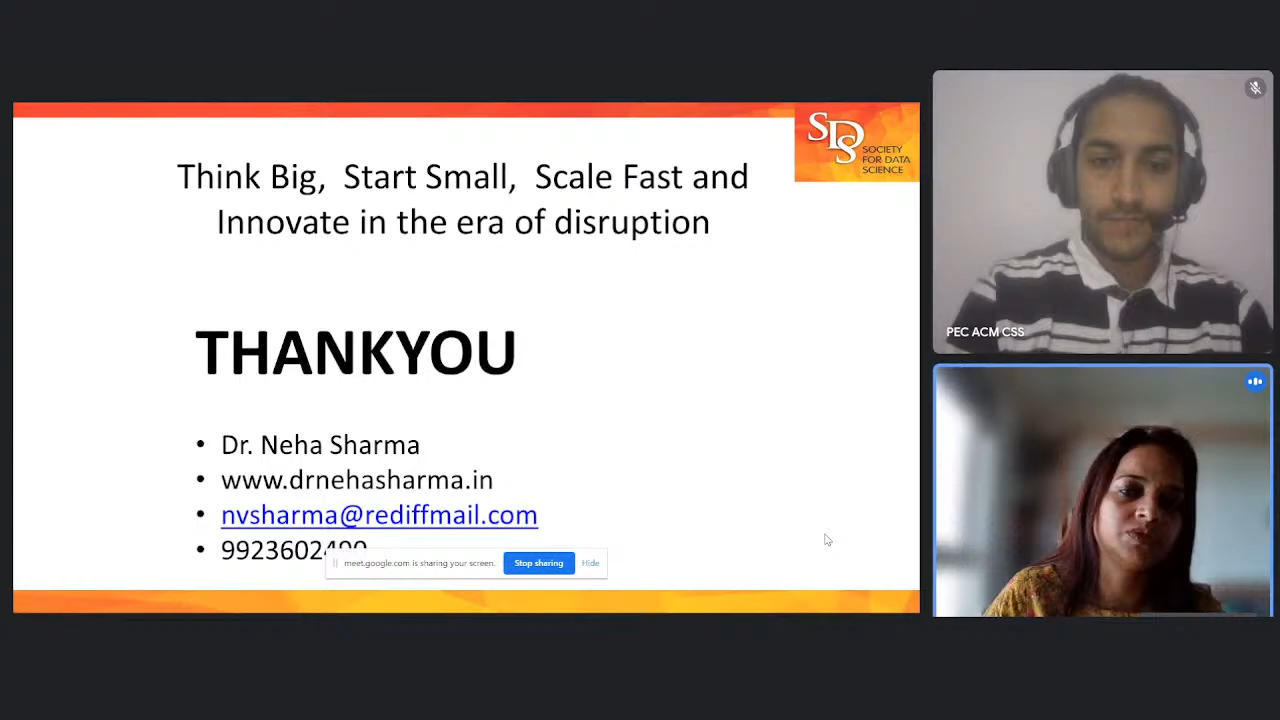 Think Big, Start Small, Scale Fast and
Innovate in the era of disruption
SDS
SOCIETY
FOR DATA
SCIENCE
THANKYOU
• Dr. Neha Sharma
• www.drnehasharma.in
• nvsharma@rediffmail.com
• 9923602490
meet.google.com is sharing your screen.
Stop sharing
Hide
PEC ACM CSS